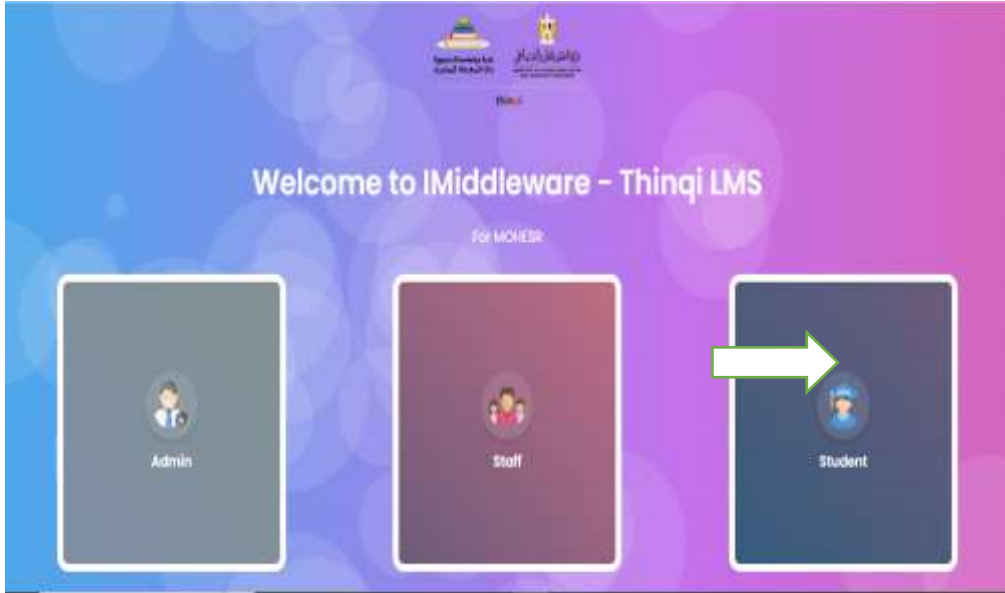 Thinqi
Welcome to IMiddleware - Thinqi LMS
For MOHESR
Admin
Staff
Student